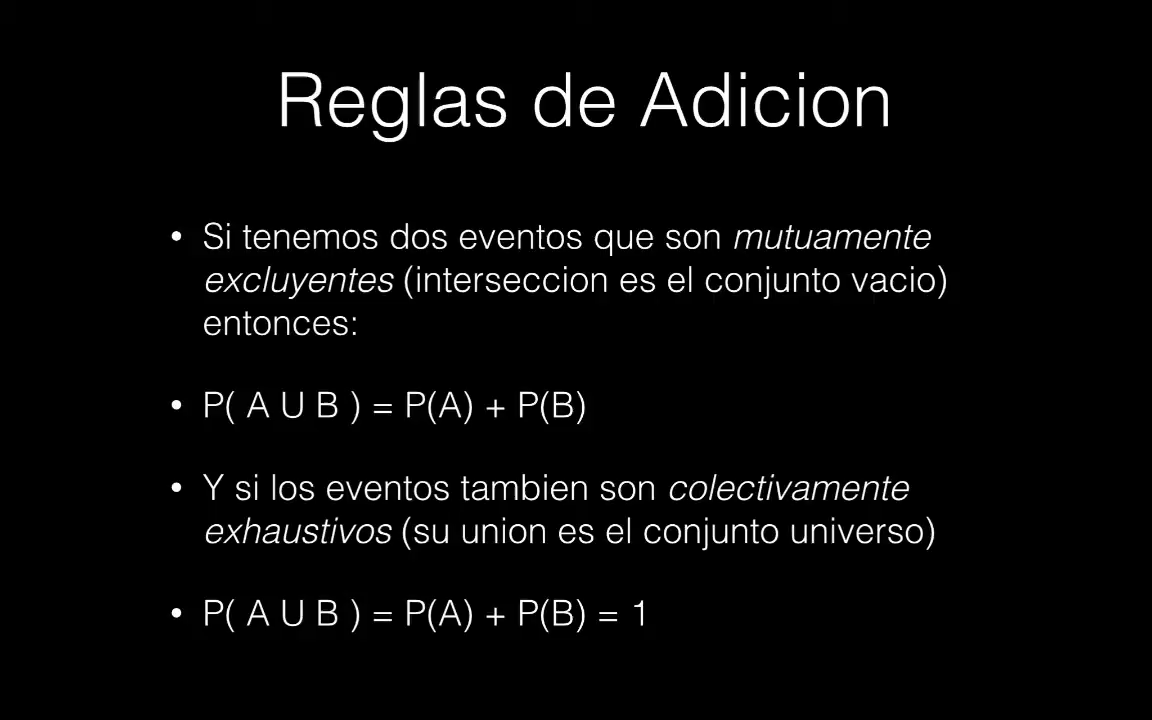 Reglas de Adicion
• Si tenemos dos eventos que son mutuamente
excluyentes (interseccion es el conjunto vacio)
entonces:
• P( A U B ) = P(A) + P(B)
• Y si los eventos tambien son colectivamente
exhaustivos (su union es el conjunto universo)
• P( A U B ) = P(A) + P(B) = 1